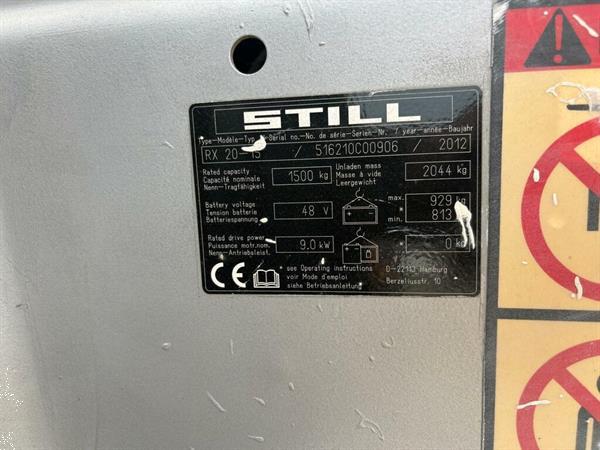 STILL
Type-Modèle-Typ / Serial no.-No. de série-Serien-Nr. / year-année-Baujahr
RX 20-15 / 516210C00906 / 2012
Rated capacity
Capacité nominale
Nenn-Tragfähigkeit
1500 kg
Unladen mass
Masse à vide
Leergewicht
2044 kg
Battery voltage
Tension batterie
Batteriespannung
48 V
max. 929 kg
*
min. 813
Rated drive power
Puissance motr.nom.
Nenn-Antriebsleist.
9.0 kW
* 0 kg
CE
* see Operating instructions
voir Mode d'emploi
siehe Betriebsanleitung
D-22113 Hamburg
Berzeliusstr. 10